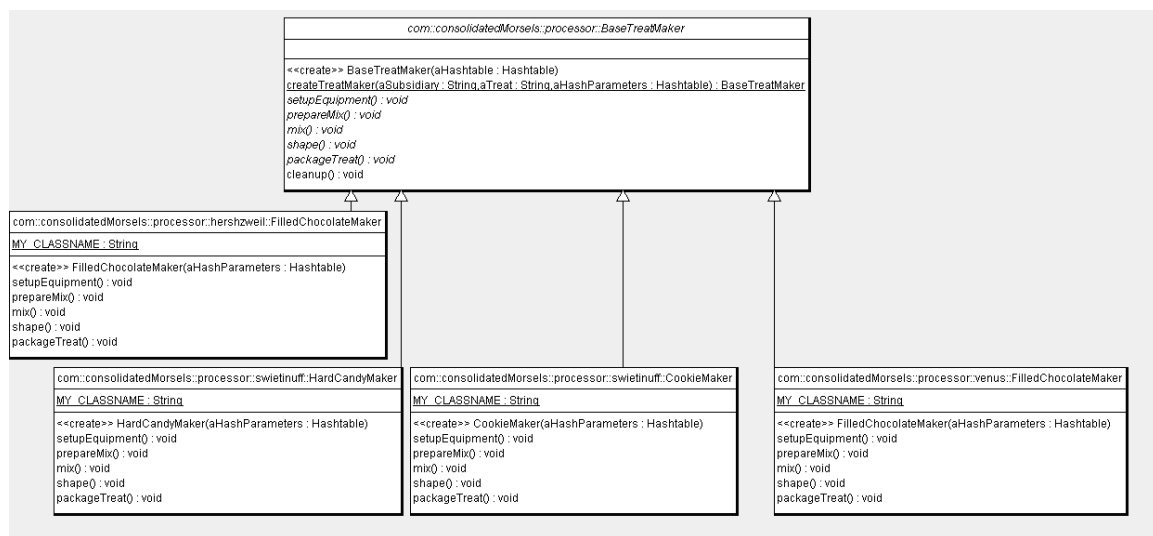 com::consolidatedMorsels::processor::BaseTreatMaker
<<create>> BaseTreatMaker(aHashtable : Hashtable)
createTreatMaker(aSubsidiary : String,aTreat : String,aHashParameters : Hashtable) : BaseTreatMaker
setupEquipment() : void
prepareMix() : void
mix() : void
shape() : void
packageTreat() : void
cleanup() : void
com::consolidatedMorsels::processor::hershzweil::FilledChocolateMaker
MY_CLASSNAME : String
<<create>> FilledChocolateMaker(aHashParameters : Hashtable)
setupEquipment() : void
prepareMix() : void
mix() : void
shape() : void
packageTreat() : void
com::consolidatedMorsels::processor::swietinuff::HardCandyMaker
MY_CLASSNAME : String
<<create>> HardCandyMaker(aHashParameters : Hashtable)
setupEquipment() : void
prepareMix() : void
mix() : void
shape() : void
packageTreat() : void
com::consolidatedMorsels::processor::swietinuff::CookieMaker
MY_CLASSNAME : String
<<create>> CookieMaker(aHashParameters : Hashtable)
setupEquipment() : void
prepareMix() : void
mix() : void
shape() : void
packageTreat() : void
com::consolidatedMorsels::processor::venus::FilledChocolateMaker
MY_CLASSNAME : String
<<create>> FilledChocolateMaker(aHashParameters : Hashtable)
setupEquipment() : void
prepareMix() : void
mix() : void
shape() : void
packageTreat() : void